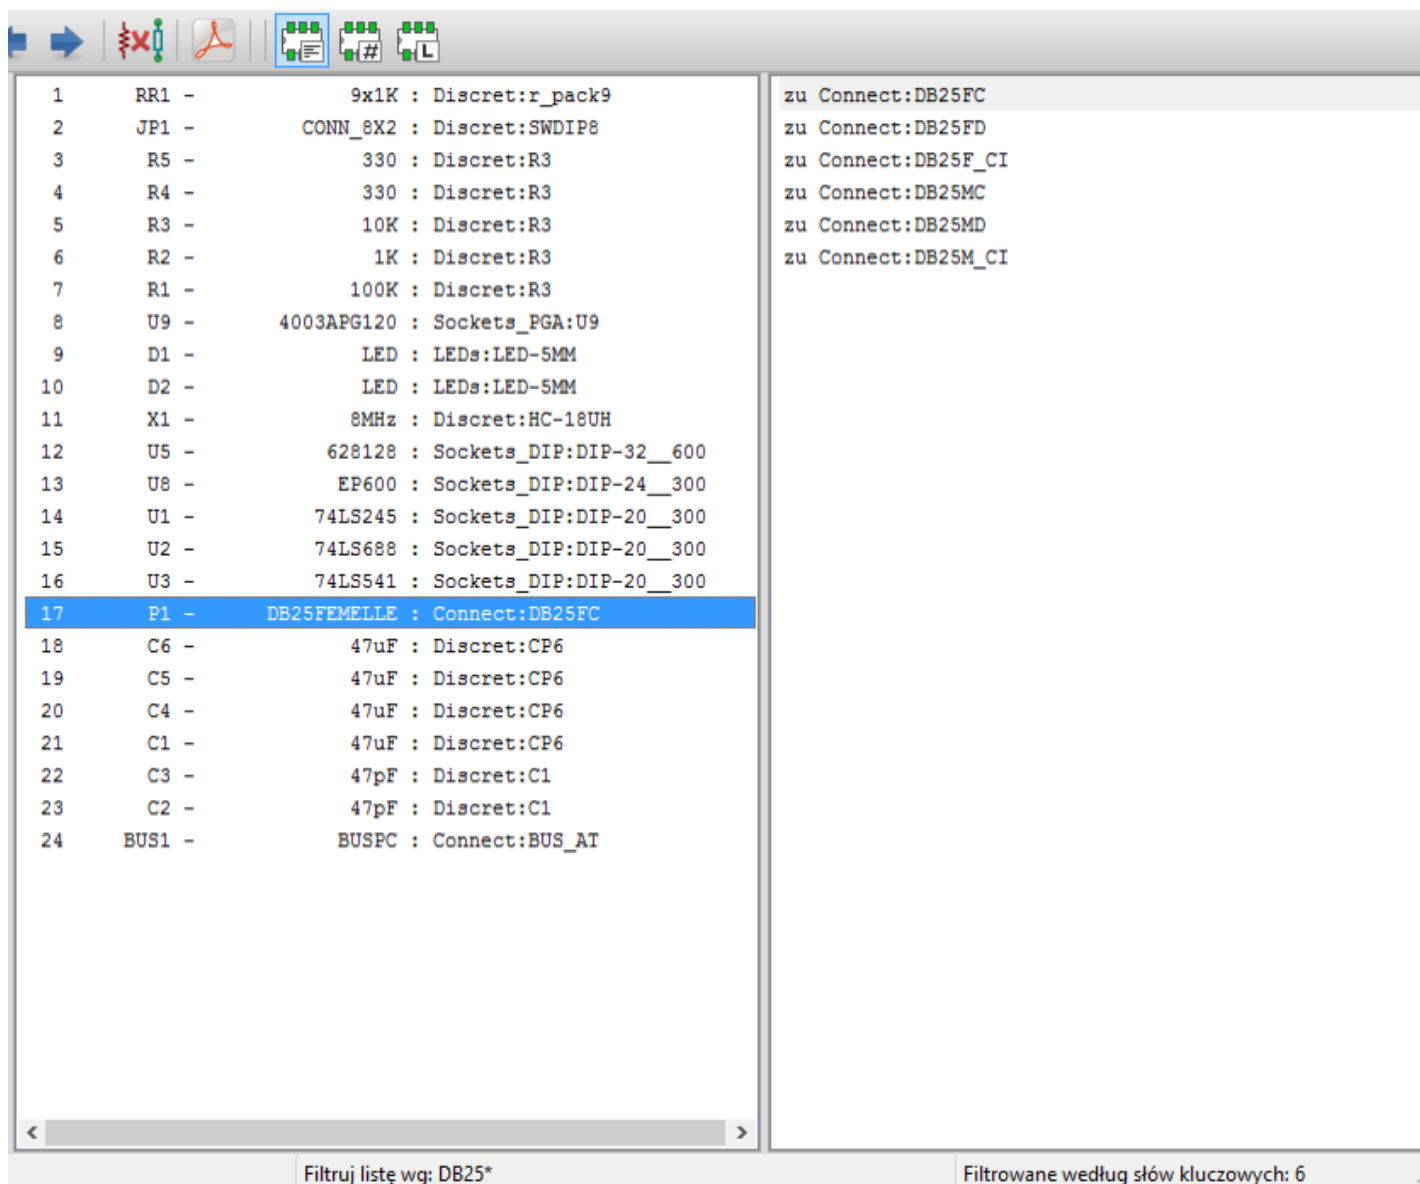 1 RR1 - 9x1K : Discret:r_pack9
2 JP1 - CONN_8X2 : Discret:SWDIP8
3 R5 - 330 : Discret:R3
4 R4 - 330 : Discret:R3
5 R3 - 10K : Discret:R3
6 R2 - 1K : Discret:R3
7 R1 - 100K : Discret:R3
8 U9 - 4003APG120 : Sockets_PGA:U9
9 D1 - LED : LEDs:LED-5MM
10 D2 - LED : LEDs:LED-5MM
11 X1 - 8MHz : Discret:HC-18UH
12 U5 - 628128 : Sockets_DIP:DIP-32__600
13 U8 - EP600 : Sockets_DIP:DIP-24__300
14 U1 - 74LS245 : Sockets_DIP:DIP-20__300
15 U2 - 74LS688 : Sockets_DIP:DIP-20__300
16 U3 - 74LS541 : Sockets_DIP:DIP-20__300
17 P1 - DB25FEMELLE : Connect:DB25FC
18 C6 - 47uF : Discret:CP6
19 C5 - 47uF : Discret:CP6
20 C4 - 47uF : Discret:CP6
21 C1 - 47uF : Discret:CP6
22 C3 - 47pF : Discret:C1
23 C2 - 47pF : Discret:C1
24 BUS1 - BUSPC : Connect:BUS_AT
zu Connect:DB25FC
zu Connect:DB25FD
zu Connect:DB25F_CI
zu Connect:DB25MC
zu Connect:DB25MD
zu Connect:DB25M_CI
Filtruj listę wg: DB25*
Filtrowane według słów kluczowych: 6